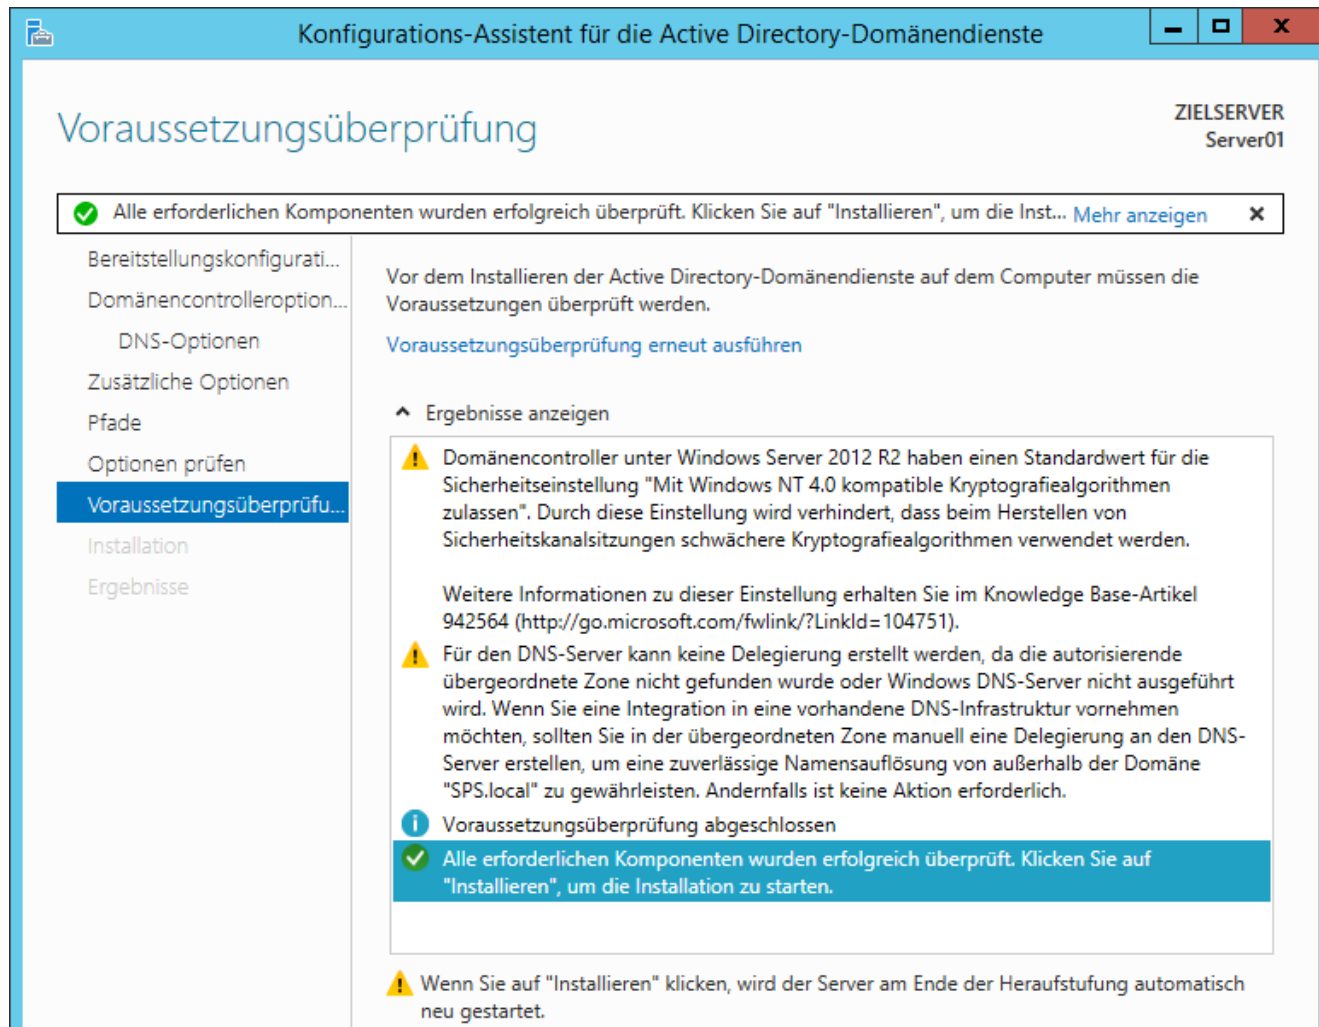 Konfigurations-Assistent für die Active Directory-Domänendienste
x
Voraussetzungsüberprüfung
ZIELSERVER
Server01
Alle erforderlichen Komponenten wurden erfolgreich überprüft. Klicken Sie auf "Installieren", um die Inst... Mehr anzeigen
Bereitstellungskonfigurati...
Domänencontrolleroption...
DNS-Optionen
Zusätzliche Optionen
Pfade
Optionen prüfen
Voraussetzungsüberprüfu...
Installation
Ergebnisse
Vor dem Installieren der Active Directory-Domänendienste auf dem Computer müssen die
Voraussetzungen überprüft werden.
Voraussetzungsüberprüfung erneut ausführen
Ergebnisse anzeigen
Domänencontroller unter Windows Server 2012 R2 haben einen Standardwert für die
Sicherheitseinstellung "Mit Windows NT 4.0 kompatible Kryptografiealgorithmen
zulassen". Durch diese Einstellung wird verhindert, dass beim Herstellen von
Sicherheitskanalsitzungen schwächere Kryptografiealgorithmen verwendet werden.
Weitere Informationen zu dieser Einstellung erhalten Sie im Knowledge Base-Artikel
942564 (http://go.microsoft.com/fwlink/?LinkId=104751).
Für den DNS-Server kann keine Delegierung erstellt werden, da die autorisierende
übergeordnete Zone nicht gefunden wurde oder Windows DNS-Server nicht ausgeführt
wird. Wenn Sie eine Integration in eine vorhandene DNS-Infrastruktur vornehmen
möchten, sollten Sie in der übergeordneten Zone manuell eine Delegierung an den DNS-
Server erstellen, um eine zuverlässige Namensauflösung von außerhalb der Domäne
"SPS.local" zu gewährleisten. Andernfalls ist keine Aktion erforderlich.
Voraussetzungsüberprüfung abgeschlossen
Alle erforderlichen Komponenten wurden erfolgreich überprüft. Klicken Sie auf
"Installieren", um die Installation zu starten.
Wenn Sie auf "Installieren" klicken, wird der Server am Ende der Heraufstufung automatisch
neu gestartet.